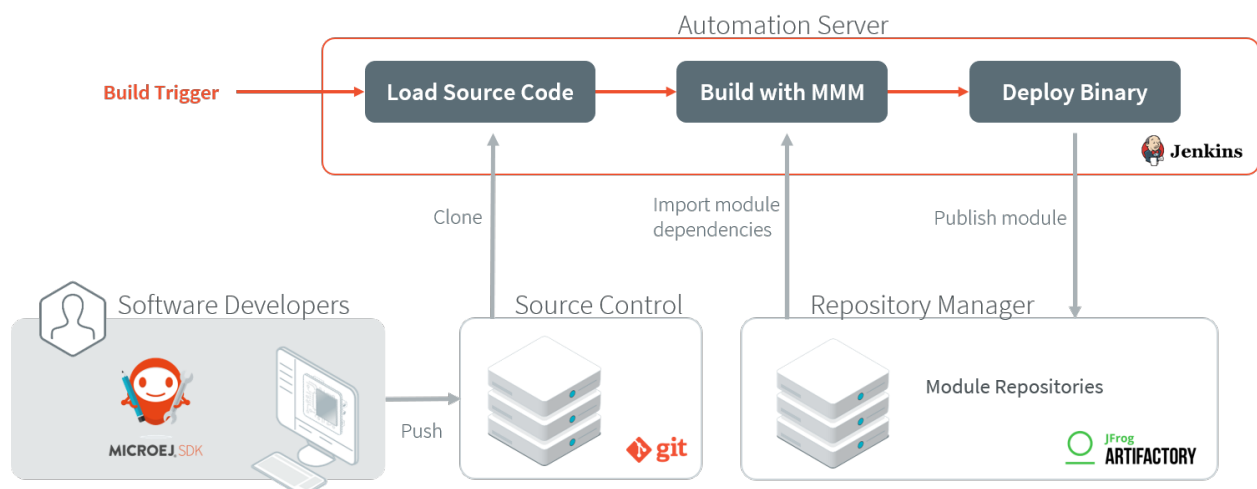 Automation Server
Build Trigger
Load Source Code
Build with MMM
Deploy Binary
Jenkins
Clone
Import module
dependencies
Publish module
Software Developers
Source Control
Repository Manager
MICROEJ. SDK
Push
git
Module Repositories
JFrog
ARTIFACTORY